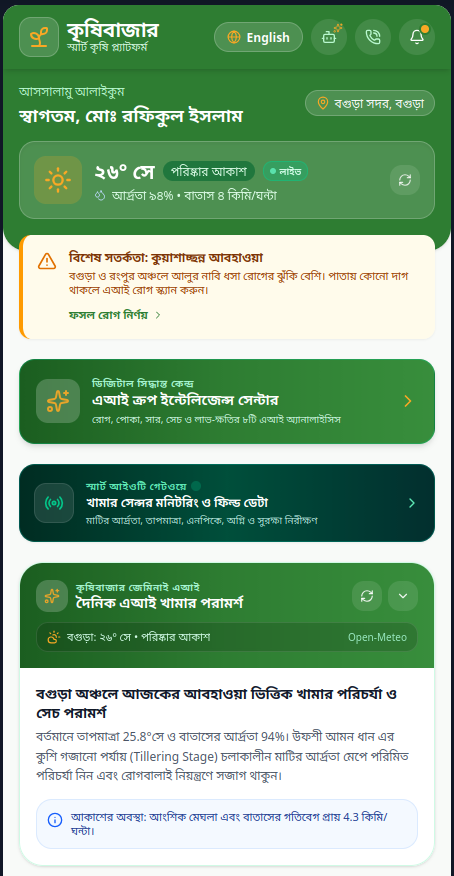 কৃষিবাজার
স্মার্ট কৃষি প্ল্যাটফর্ম
English
আসসালামু আলাইকুম
স্বাগতম, মোঃ রফিকুল ইসলাম
বগুড়া সদর, বগুড়া
২৬° সে পরিষ্কার আকাশ লাইভ
আর্দ্রতা ৯৪% • বাতাস ৪ কিমি/ঘন্টা
বিশেষ সতর্কতা: কুয়াশাচ্ছন্ন আবহাওয়া
বগুড়া ও রংপুর অঞ্চলে আলুর নাবি ধসা রোগের ঝুঁকি বেশি। পাতায় কোনো দাগ
থাকলে এআই রোগ স্ক্যান করুন।
ফসল রোগ নির্ণয়
ডিজিটাল সিদ্ধান্ত কেন্দ্র
এআই ক্রপ ইন্টেলিজেন্স সেন্টার
রোগ, পোকা, সার, সেচ ও লাভ-ক্ষতির ৮টি এআই অ্যানালাইসিস
স্মার্ট আইওটি গেটওয়ে
খামার সেন্সর মনিটরিং ও ফিল্ড ডেটা
মাটির আর্দ্রতা, তাপমাত্রা, এনপিকে, অগ্নি ও সুরক্ষা নিরীক্ষণ
কৃষিবাজার জেমিনাই এআই
দৈনিক এআই খামার পরামর্শ
বগুড়া: ২৬° সে • পরিষ্কার আকাশ
Open-Meteo
বগুড়া অঞ্চলে আজকের আবহাওয়া ভিত্তিক খামার পরিচর্যা ও
সেচ পরামর্শ
বর্তমানে তাপমাত্রা 25.8°সে ও বাতাসের আর্দ্রতা 94%। উফশী আমন ধান এর
কুশি গজানো পর্যায় (Tillering Stage) চলাকালীন মাটির আর্দ্রতা মেপে পরিমিত
পরিচর্যা নিন এবং রোগবালাই নিয়ন্ত্রণে সজাগ থাকুন।
আকাশের অবস্থা: আংশিক মেঘলা এবং বাতাসের গতিবেগ প্রায় 4.3 কিমি/
ঘন্টা।